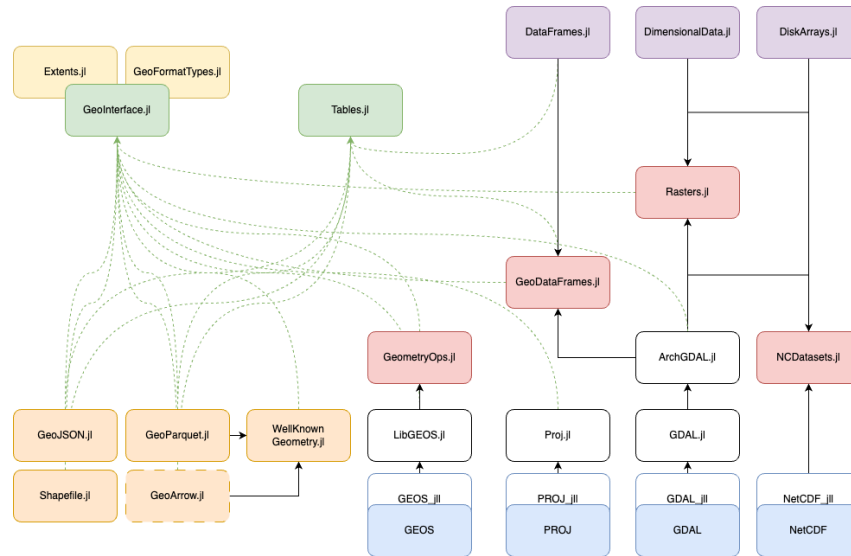 DataFrames.jl
DimensionalData.jl
DiskArrays.jl
Extents.jl
GeoFormatTypes.jl
GeoInterface.jl
Tables.jl
Rasters.jl
GeoDataFrames.jl
GeometryOps.jl
ArchGDAL.jl
NCDatasets.jl
GeoJSON.jl
GeoParquet.jl
WellKnown
Geometry.jl
LibGEOS.jl
Proj.jl
GDAL.jl
Shapefile.jl
GeoArrow.jl
GEOS_jll
PROJ_jll
GDAL_jll
NetCDF_jll
GEOS
PROJ
GDAL
NetCDF